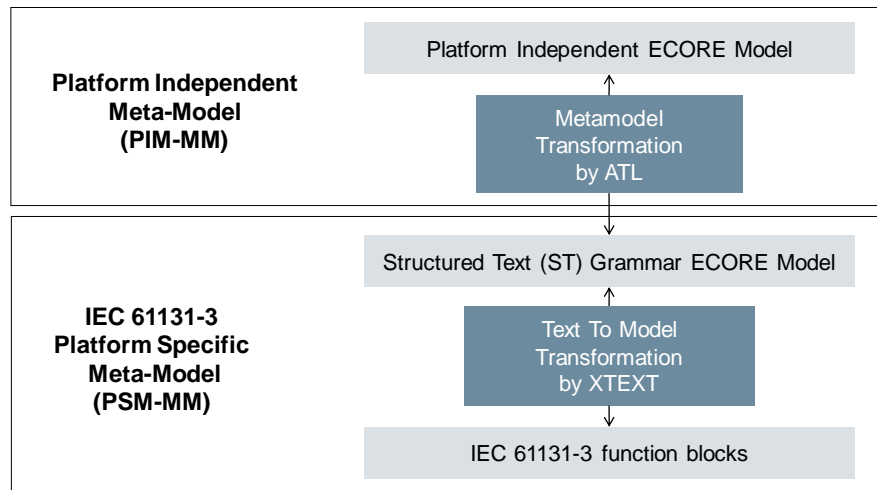 Platform Independent
Meta-Model
(PIM-MM)
Platform Independent ECORE Model
Metamodel
Transformation
by ATL
IEC 61131-3
Platform Specific
Meta-Model
(PSM-MM)
Structured Text (ST) Grammar ECORE Model
Text To Model
Transformation
by XTEXT
IEC 61131-3 function blocks